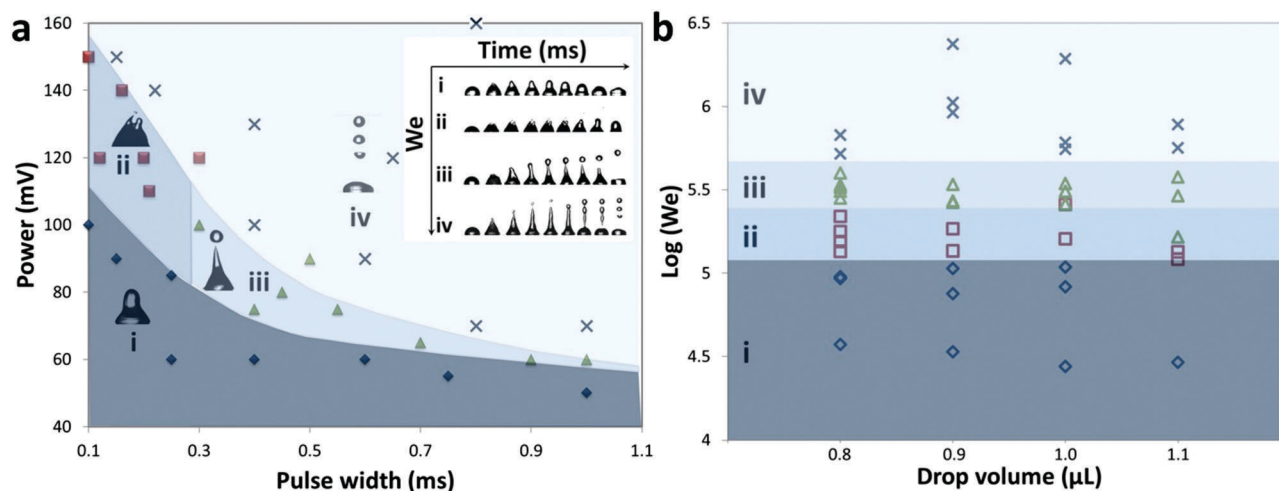 a
160
140
120
100
80
60
40
Power (mV)
0.1 0.3 0.5 0.7 0.9 1.1
Pulse width (ms)
i
ii
iii
iv
Time (ms)
We
i
ii
iii
iv
b
6.5
6
5.5
5
4.5
4
Log (We)
iv
iii
ii
i
0.8 0.9 1.0 1.1
Drop volume (µL)